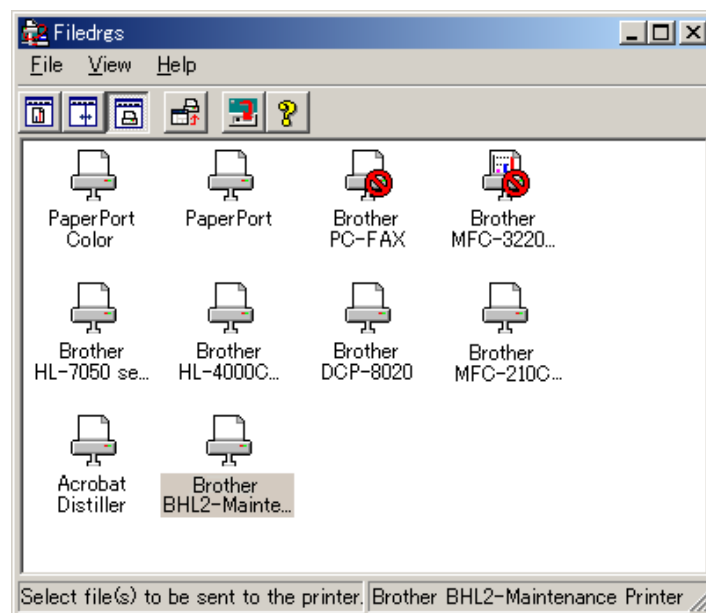 Filedrgs
File View Help
PaperPort
Color
PaperPort
Brother
PC-FAX
Brother
MFC-3220...
Brother
HL-7050 se...
Brother
HL-4000C...
Brother
DCP-8020
Brother
MFC-210C...
Acrobat
Distiller
Brother
BHL2-Mainte...
Select file(s) to be sent to the printer. Brother BHL2-Maintenance Printer